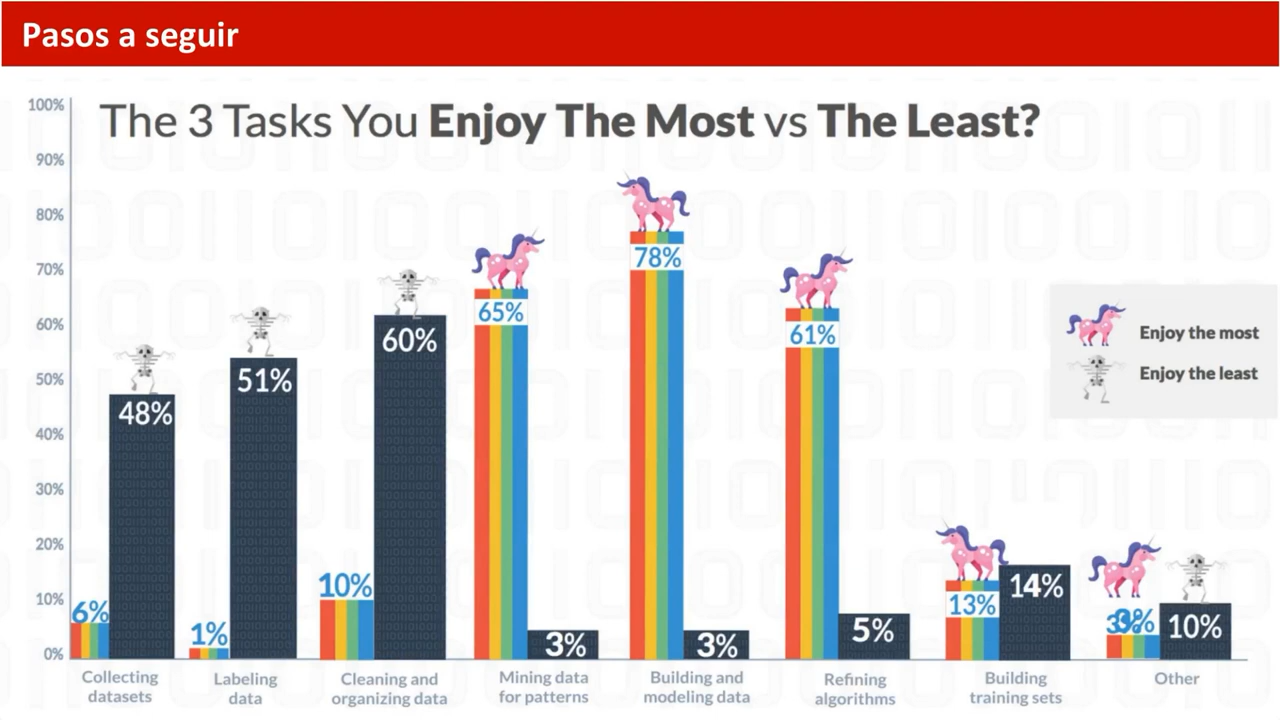 Pasos a seguir
The 3 Tasks You Enjoy The Most vs The Least?
100%
90%
80%
70%
60%
50%
40%
30%
20%
10%
0%
6%
48%
1%
51%
10%
60%
65%
3%
78%
3%
61%
5%
13%
14%
3%
10%
Enjoy the most
Enjoy the least
Collecting
datasets
Labeling
data
Cleaning and
organizing data
Mining data
for patterns
Building and
modeling data
Refining
algorithms
Building
training sets
Other